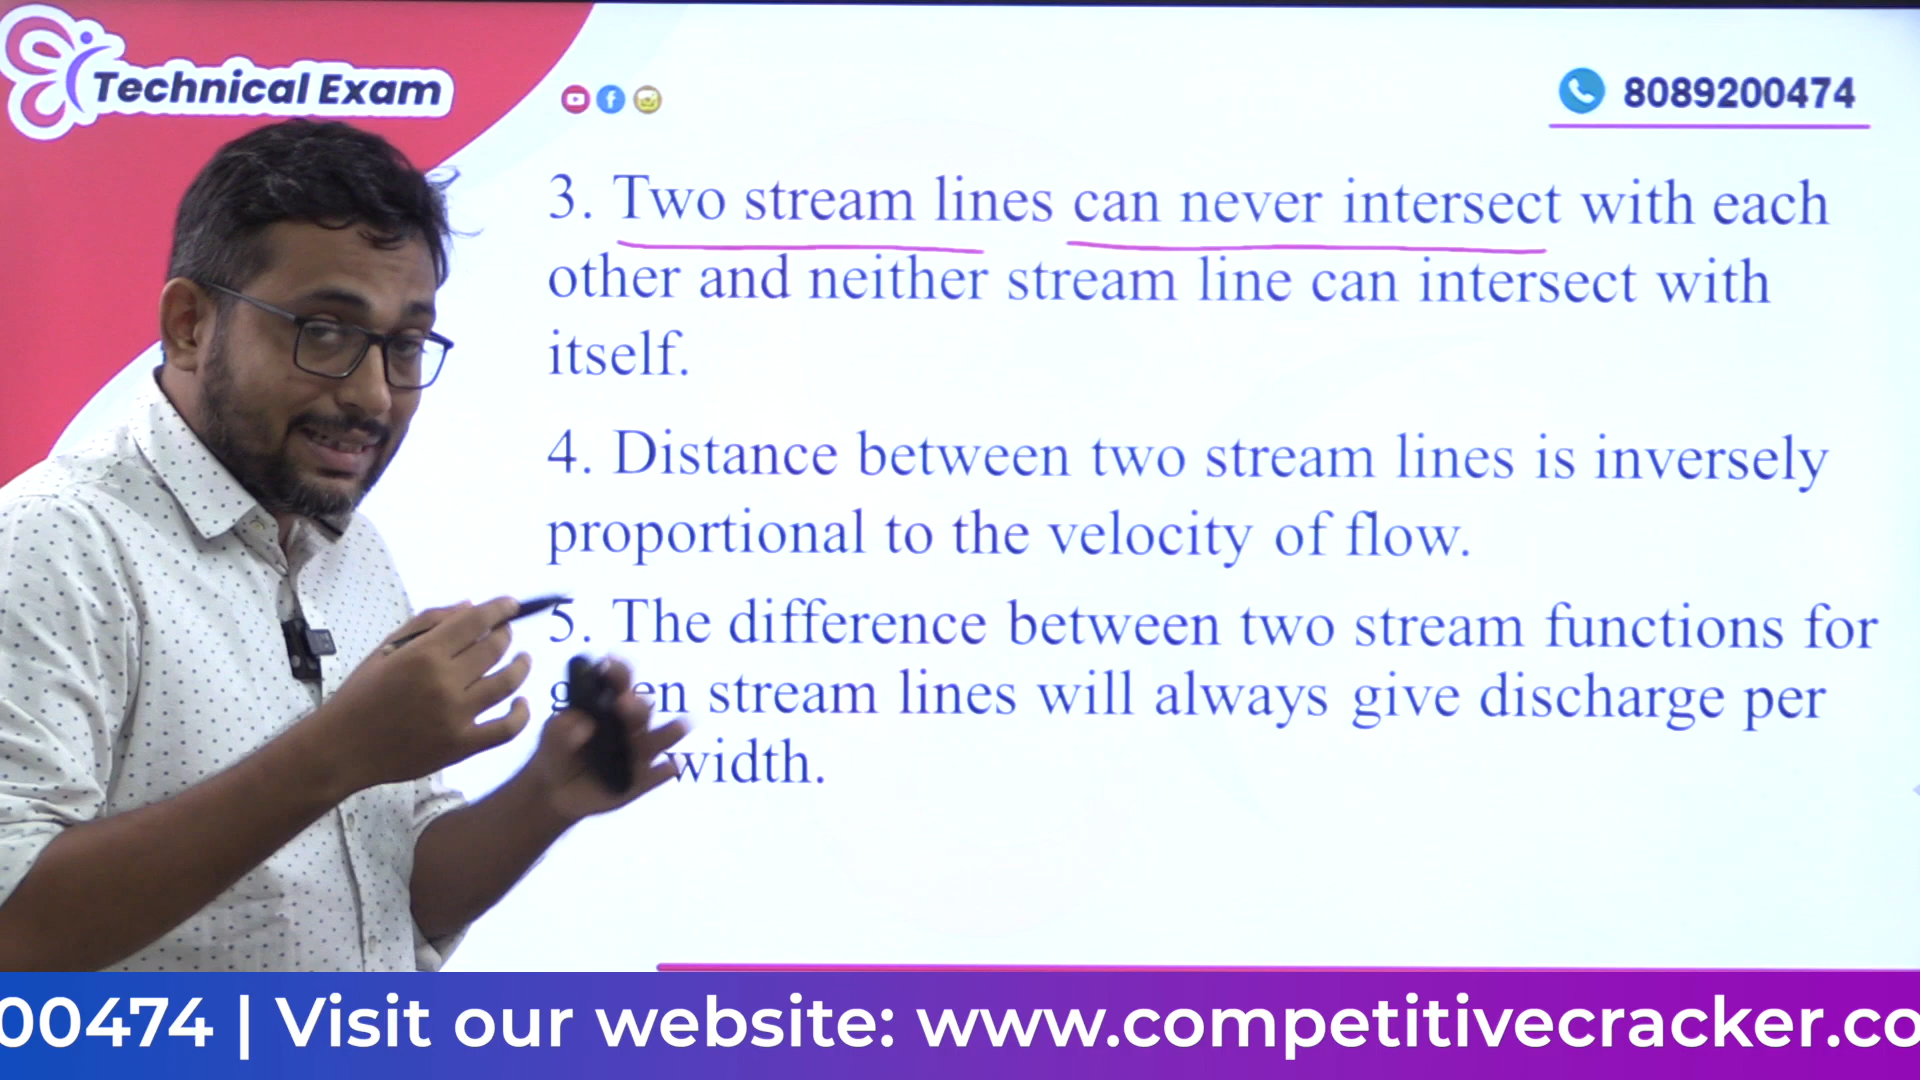 Technical Exam
8089200474
3. Two stream lines can never intersect with each
other and neither stream line can intersect with
itself.
4. Distance between two stream lines is inversely
proportional to the velocity of flow.
5. The difference between two stream functions for
stream lines will always give discharge per
width.
00474 | Visit our website: www.competitivecracker.co